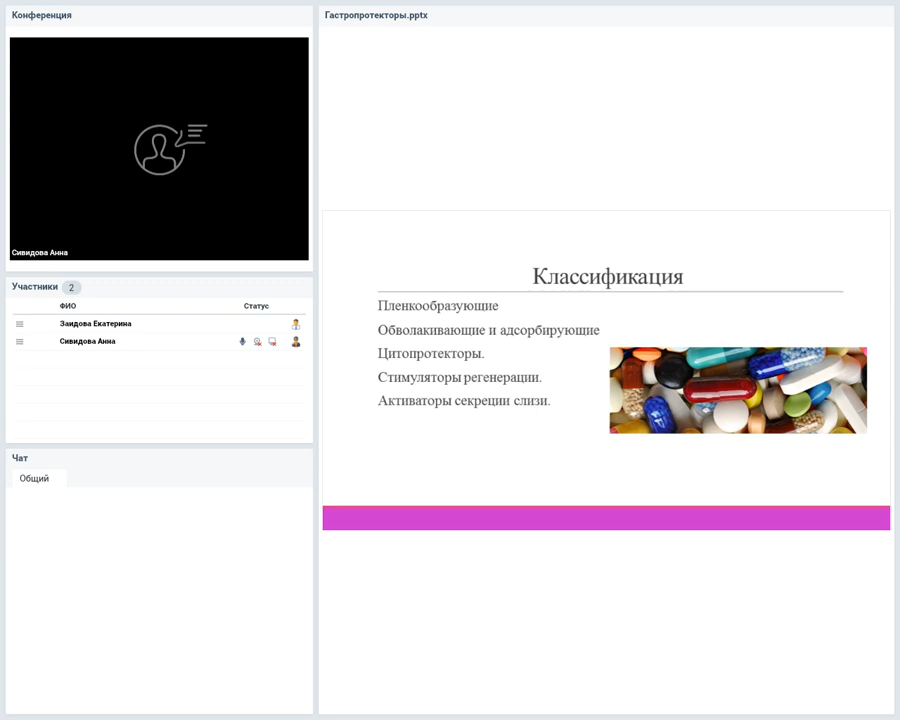 Конференция
Сивидова Анна
Участники 2
ФИО Статус
Заидова Екатерина
Сивидова Анна
Чат
Общий
Гастропротекторы.pptx
Классификация
Пленкообразующие
Обволакивающие и адсорбирующие
Цитопротекторы.
Стимуляторы регенерации.
Активаторы секреции слизи.